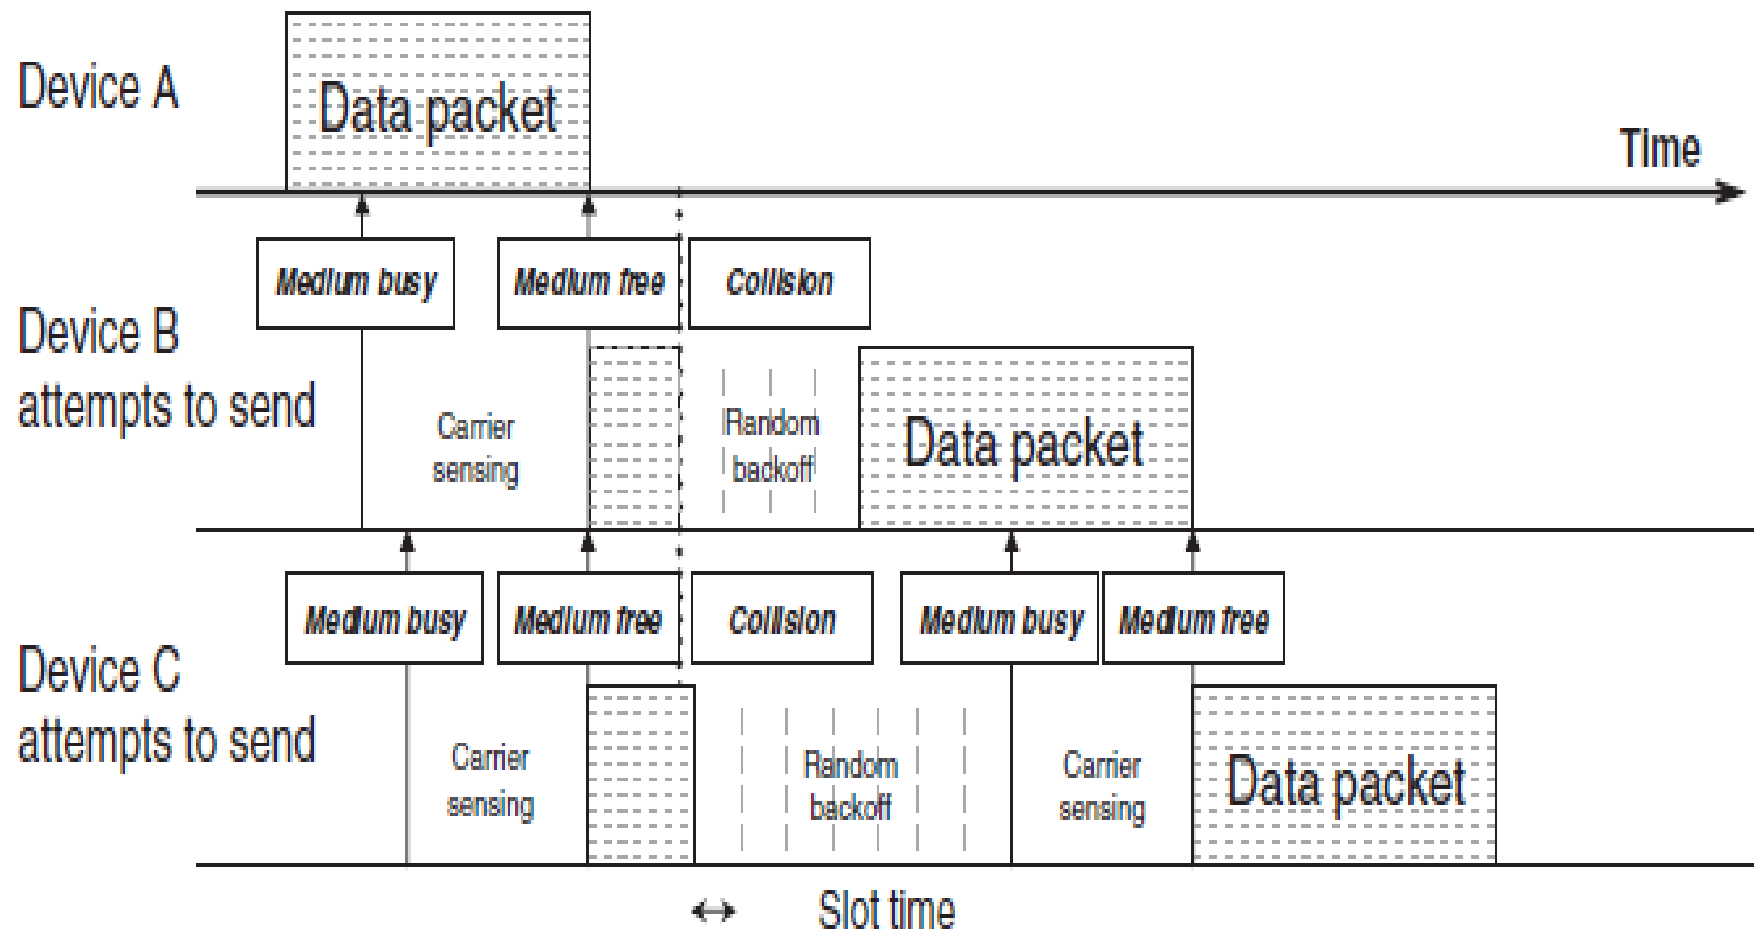 Device A
Data packet
Time
Medium busy
Medium free
Collision
Device B
attempts to send
Carrier
sensing
Random
backoff
Data packet
Medium busy
Medium free
Collision
Medium busy
Medium free
Device C
attempts to send
Carrier
sensing
Random
backoff
Carrier
sensing
Data packet
Slot time